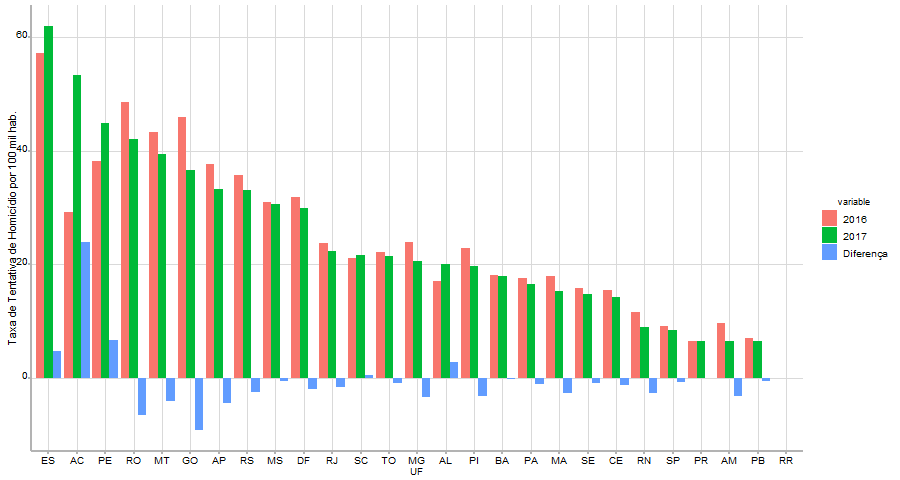 Taxa de Tentativa de Homicídio por 100 mil hab.
60
40
20
0
ES AC PE RO MT GO AP RS MS DF RJ SC TO MG AL PI BA PA MA SE CE RN SP PR AM PB RR
UF
variable
2016
2017
Diferença